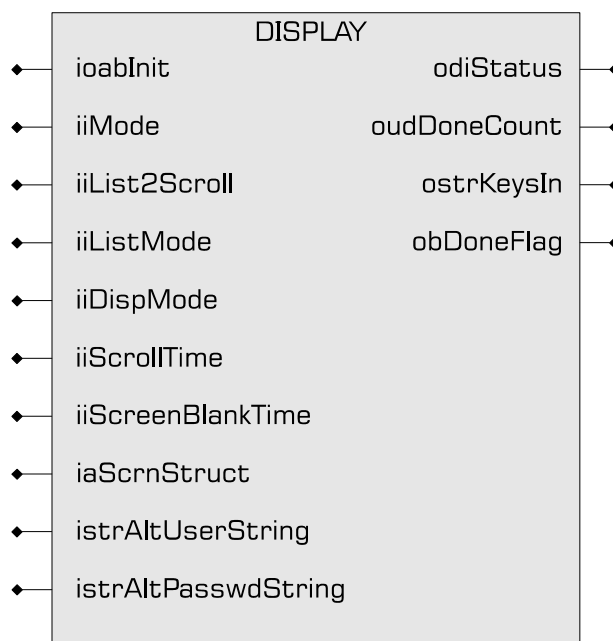 DISPLAY
ioabInit odiStatus
iiMode oudDoneCount
iiList2Scroll ostrKeysIn
iiListMode obDoneFlag
iiDispMode
iiScrollTime
iiScreenBlankTime
iaScrnStruct
istrAltUserString
istrAltPasswdString